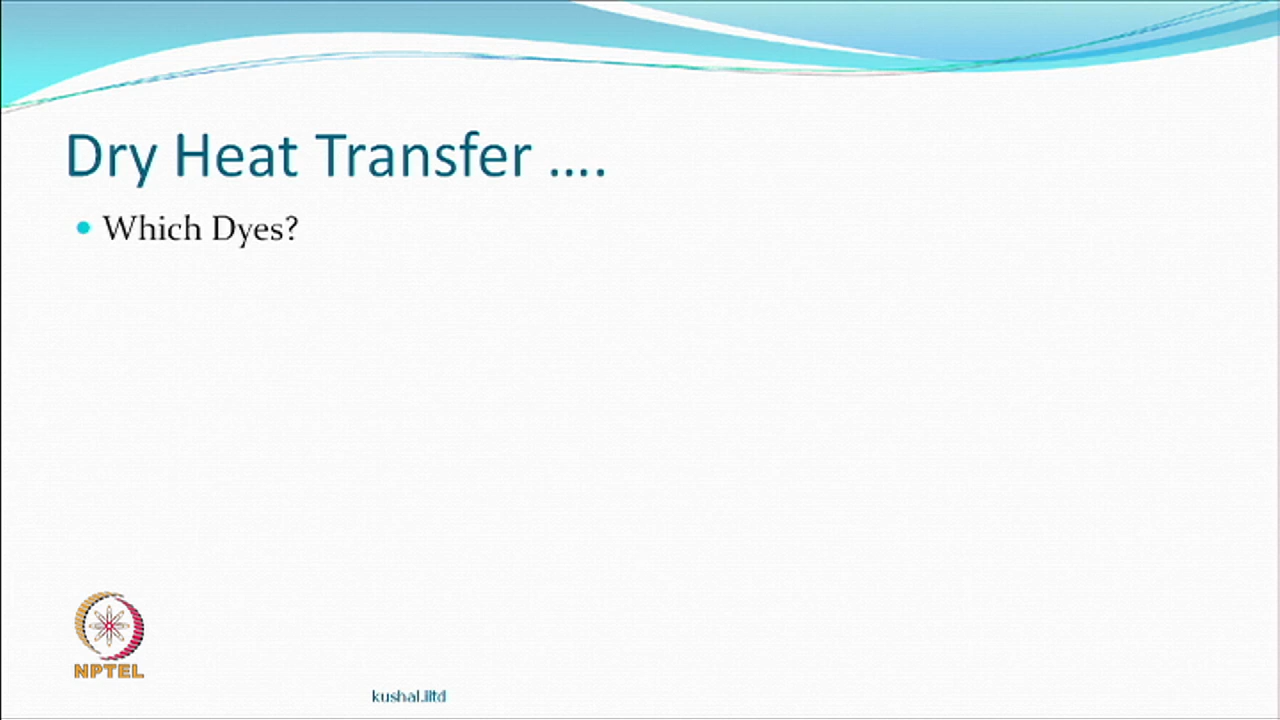 Dry Heat Transfer ....
Which Dyes?
NPTEL
kushal.iitd